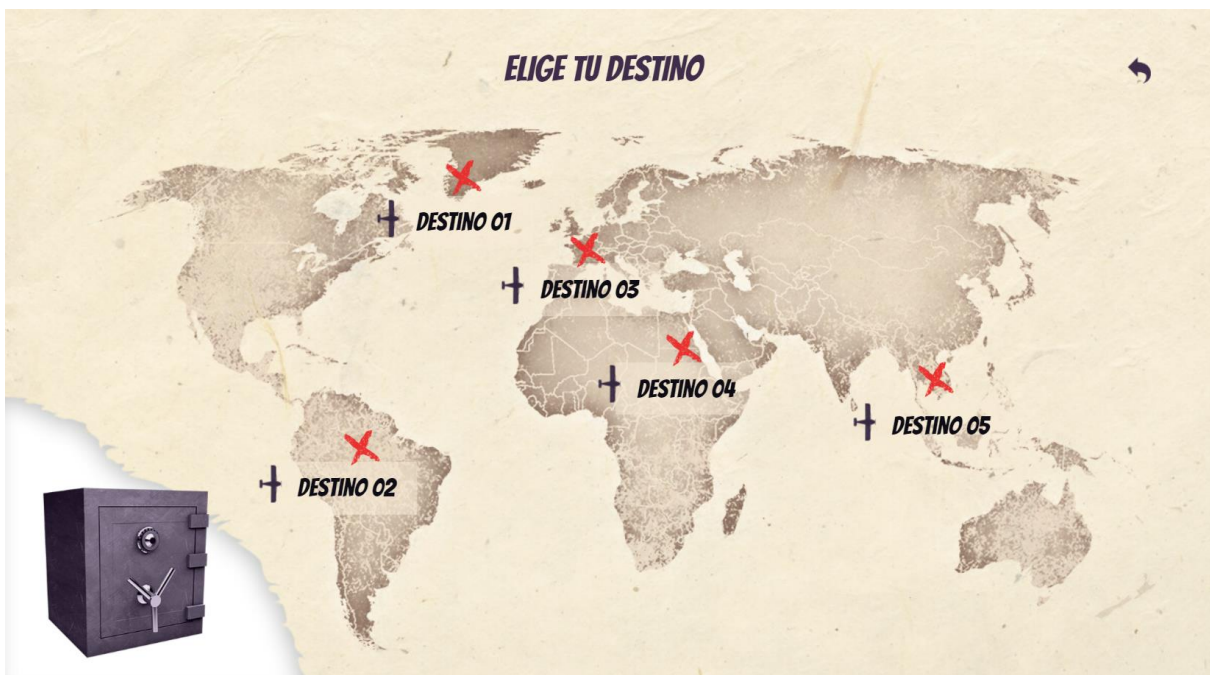 ELIGE TU DESTINO
DESTINO 01
DESTINO 03
DESTINO 04
DESTINO 05
DESTINO 02